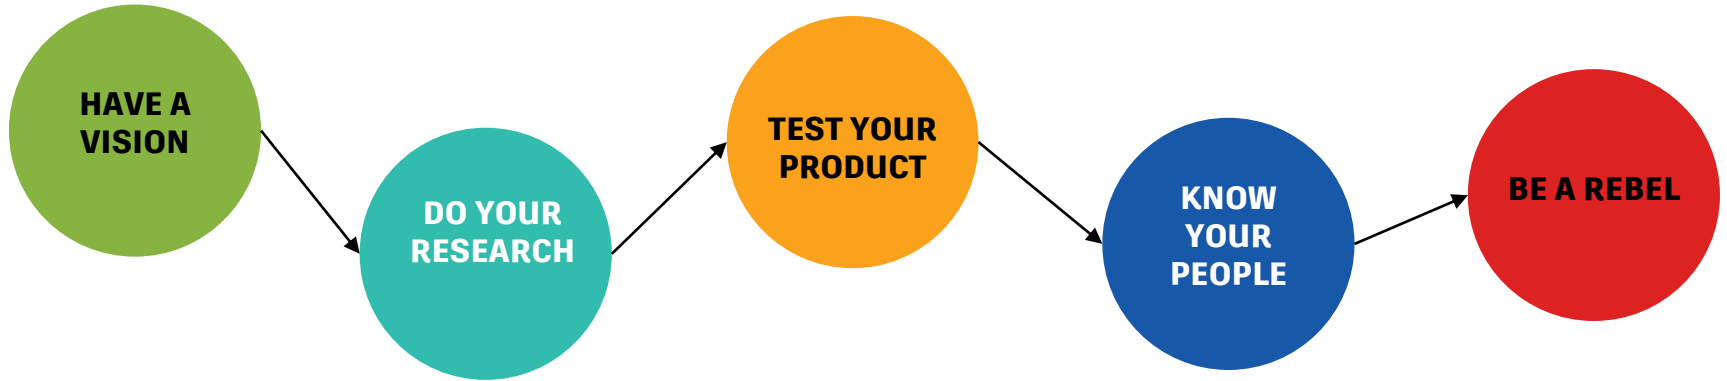 HAVE A
VISION
DO YOUR
RESEARCH
TEST YOUR
PRODUCT
KNOW
YOUR
PEOPLE
BE A REBEL